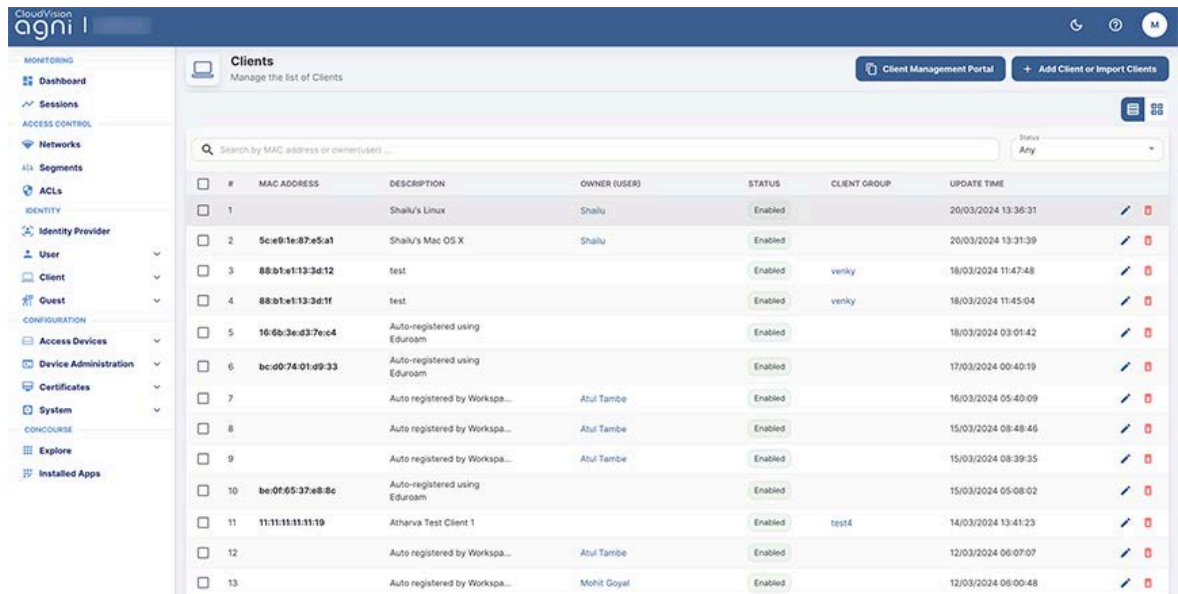 CloudVision
agni |
M
MONITORING
Dashboard
Sessions
ACCESS CONTROL
Networks
Segments
ACLs
IDENTITY
Identity Provider
User
Client
Guest
CONFIGURATION
Access Devices
Device Administration
Certificates
System
CONCOURSE
Explore
Installed Apps
Clients
Manage the list of Clients
Client Management Portal
+ Add Client or Import Clients
Search by MAC address or owner(user) ...
Status
Any
# MAC ADDRESS DESCRIPTION OWNER (USER) STATUS CLIENT GROUP UPDATE TIME
1 Shailu's Linux Shailu Enabled 20/03/2024 13:36:31
2 5c:e9:1e:87:e5:a1 Shailu's Mac OS X Shailu Enabled 20/03/2024 13:31:39
3 88:b1:e1:13:3d:12 test Enabled venky 18/03/2024 11:47:48
4 88:b1:e1:13:3d:1f test Enabled venky 18/03/2024 11:45:04
5 16:6b:3e:d3:7e:c4 Auto-registered using Enabled 18/03/2024 03:01:42
Eduroam
6 bc:d0:74:01:d9:33 Auto-registered using Enabled 17/03/2024 00:40:19
Eduroam
7 Auto registered by Workspa... Atul Tambe Enabled 16/03/2024 05:40:09
8 Auto registered by Workspa... Atul Tambe Enabled 15/03/2024 08:48:46
9 Auto registered by Workspa... Atul Tambe Enabled 15/03/2024 08:39:35
10 be:0f:65:37:e8:8c Auto-registered using Enabled 15/03/2024 05:08:02
Eduroam
11 11:11:11:11:11:19 Atharva Test Client 1 Enabled test4 14/03/2024 13:41:23
12 Auto registered by Workspa... Atul Tambe Enabled 12/03/2024 06:07:07
13 Auto registered by Workspa... Mohit Goyal Enabled 12/03/2024 06:00:48